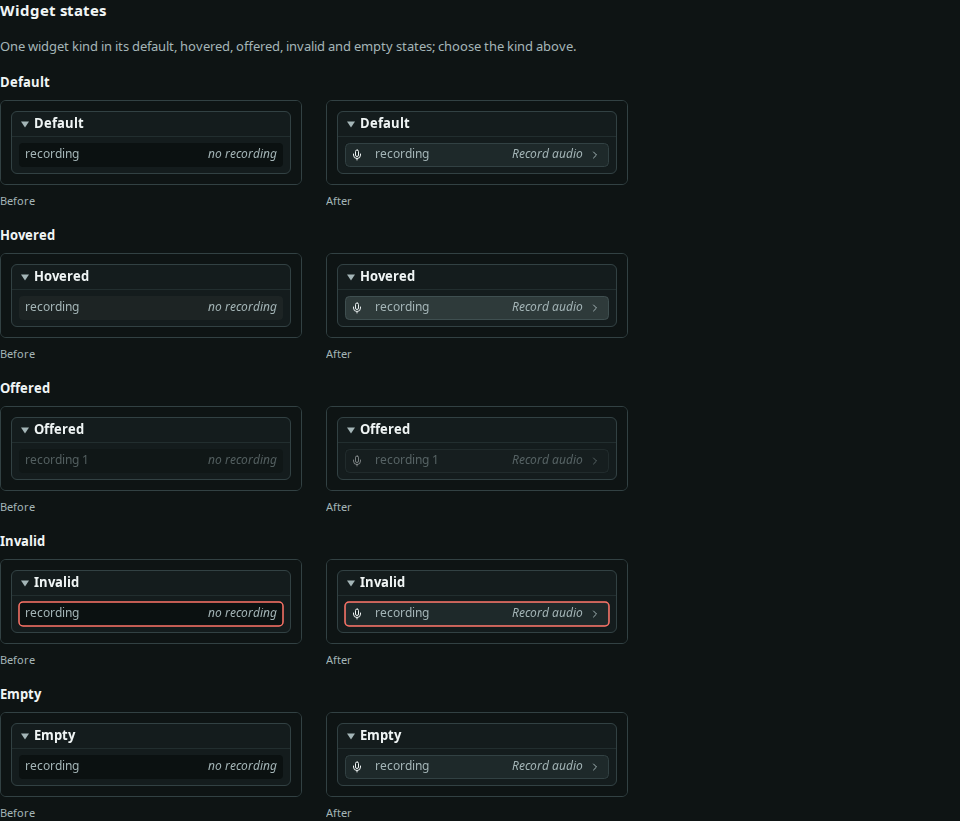 Widget states
One widget kind in its default, hovered, offered, invalid and empty states; choose the kind above.
Default
Default
recording no recording
Before
Default
recording Record audio
After
Hovered
Hovered
recording no recording
Before
Hovered
recording Record audio
After
Offered
Offered
recording 1 no recording
Before
Offered
recording 1 Record audio
After
Invalid
Invalid
recording no recording
Before
Invalid
recording Record audio
After
Empty
Empty
recording no recording
Before
Empty
recording Record audio
After